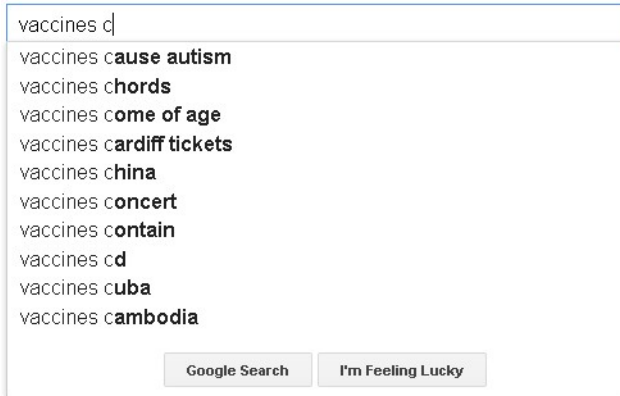 vaccines c
vaccines cause autism
vaccines chords
vaccines come of age
vaccines cardiff tickets
vaccines china
vaccines concert
vaccines contain
vaccines cd
vaccines cuba
vaccines cambodia
Google Search I'm Feeling Lucky